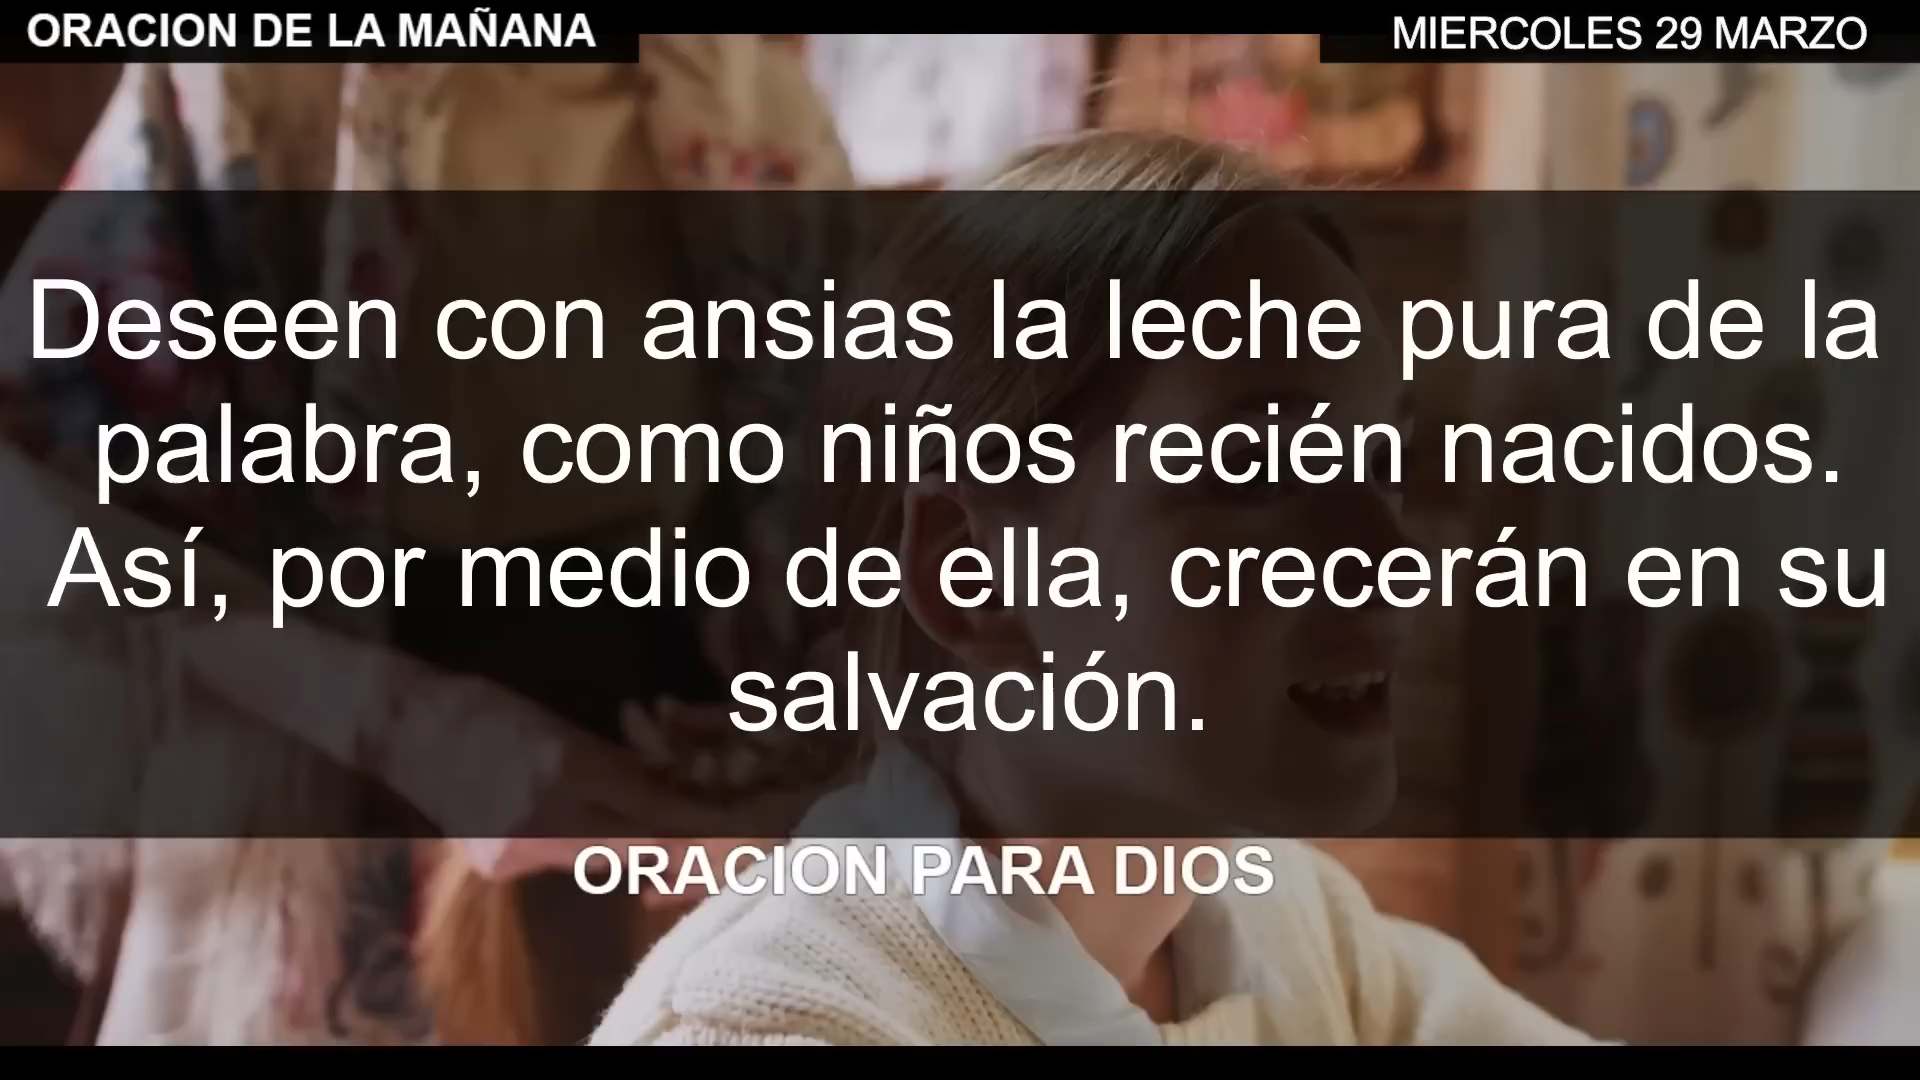 ORACION DE LA MAÑANA
MIERCOLES 29 MARZO
Deseen con ansias la leche pura de la
palabra, como niños recién nacidos.
Así, por medio de ella, crecerán en su
salvación.
ORACION PARA DIOS